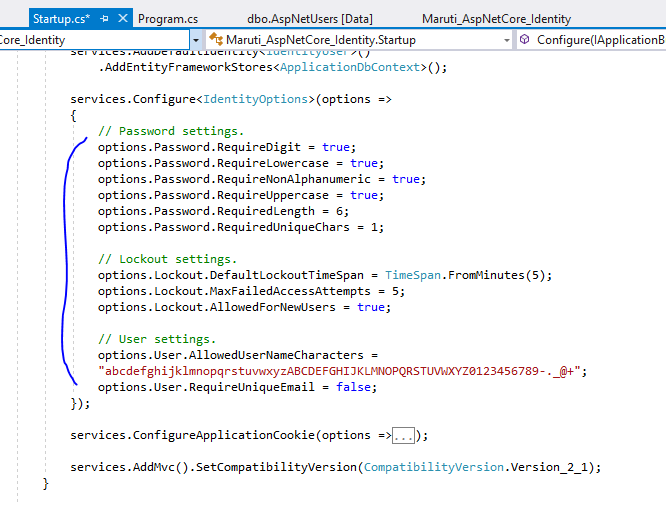 Startup.cs* Program.cs dbo.AspNetUsers [Data] Maruti_AspNetCore_Identity
Core_Identity Maruti_AspNetCore_Identity.Startup Configure(IApplicationB
services.AddDefaultIdentity<IdentityUser>()
.AddEntityFrameworkStores<ApplicationDbContext>();
services.Configure<IdentityOptions>(options =>
{
// Password settings.
options.Password.RequireDigit = true;
options.Password.RequireLowercase = true;
options.Password.RequireNonAlphanumeric = true;
options.Password.RequireUppercase = true;
options.Password.RequiredLength = 6;
options.Password.RequiredUniqueChars = 1;
// Lockout settings.
options.Lockout.DefaultLockoutTimeSpan = TimeSpan.FromMinutes(5);
options.Lockout.MaxFailedAccessAttempts = 5;
options.Lockout.AllowedForNewUsers = true;
// User settings.
options.User.AllowedUserNameCharacters =
"abcdefghijklmnopqrstuvwxyzABCDEFGHIJKLMNOPQRSTUVWXYZ0123456789-._@+";
options.User.RequireUniqueEmail = false;
});
services.ConfigureApplicationCookie(options =>...);
services.AddMvc().SetCompatibilityVersion(CompatibilityVersion.Version_2_1);
}